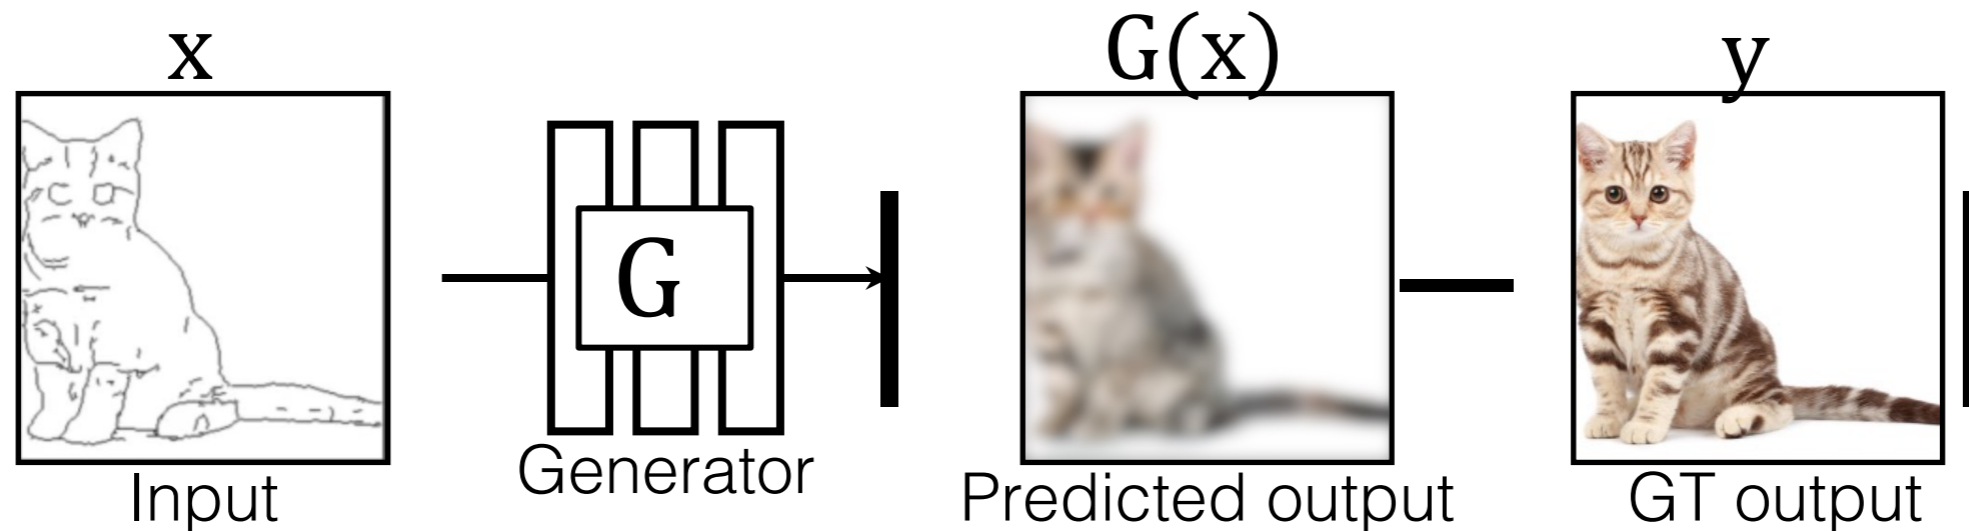 x
G(x)
y
G
Input
Generator
Predicted output
GT output